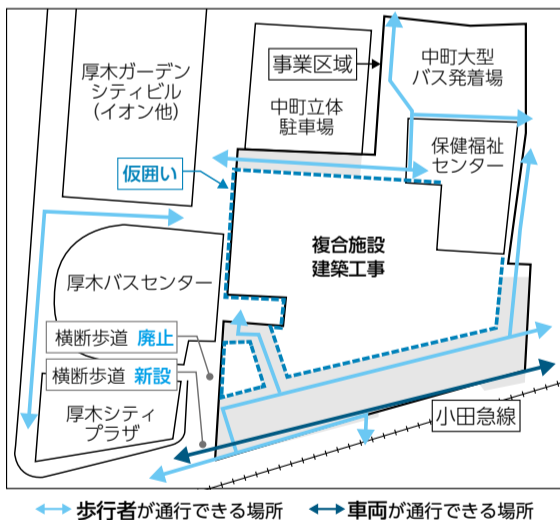 厚木ガーデン
シティビル
(イオン他)
事業区域
中町立体
駐車場
中町大型
バス発着場
保健福祉
センター
仮囲い
複合施設
建築工事
厚木バスセンター
横断歩道 廃止
横断歩道 新設
厚木シティ
プラザ
小田急線
歩行者が通行できる場所
車両が通行できる場所